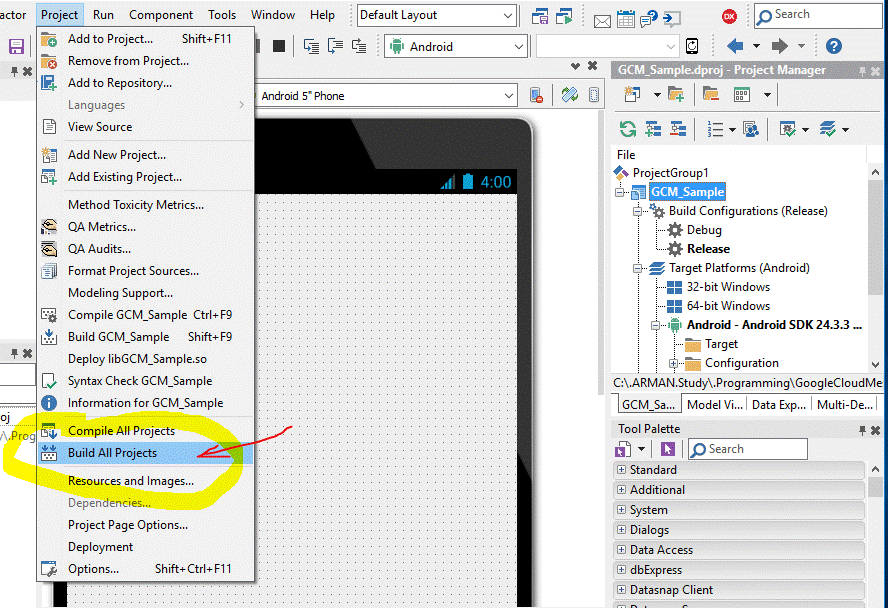 actor Project Run Component Tools Window Help Default Layout DX Search
Android
Add to Project... Shift+F11
Remove from Project...
Add to Repository...
Languages
View Source
Add New Project...
Add Existing Project...
Method Toxicity Metrics...
QA Metrics...
QA Audits...
Format Project Sources...
Modeling Support...
Compile GCM_Sample Ctrl+F9
Build GCM_Sample Shift+F9
Deploy libGCM_Sample.so
Syntax Check GCM_Sample
Information for GCM_Sample
Compile All Projects
Build All Projects
Resources and Images...
Dependencies...
Project Page Options...
Deployment
Options... Shift+Ctrl+F11
oj
\.Prog
Android 5" Phone
4:00
GCM_Sample.dproj - Project Manager
File
ProjectGroup1
GCM_Sample
Build Configurations (Release)
Debug
Release
Target Platforms (Android)
32-bit Windows
64-bit Windows
Android - Android SDK 24.3.3 ...
Target
Configuration
C:\.ARMAN.Study\.Programming\GoogleCloudMe
GCM_Sa... Model Vi... Data Exp... Multi-De...
Tool Palette
Search
Standard
Additional
System
Dialogs
Data Access
dbExpress
Datasnap Client